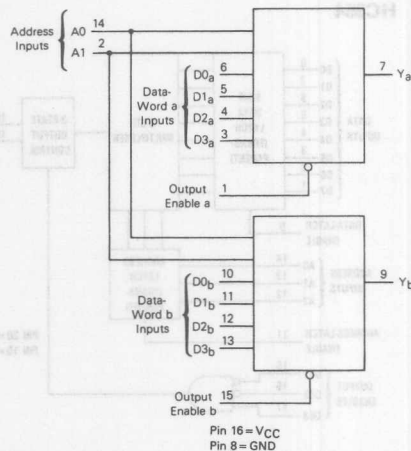 Address
Inputs
A0 14
A1 2
Data-
Word a
Inputs
D0a 6
D1a 5
D2a 4
D3a 3
7 Ya
Output
Enable a
1
Data-
Word b
Inputs
D0b 10
D1b 11
D2b 12
D3b 13
9 Yb
Output
Enable b
15
Pin 16 = VCC
Pin 8 = GND